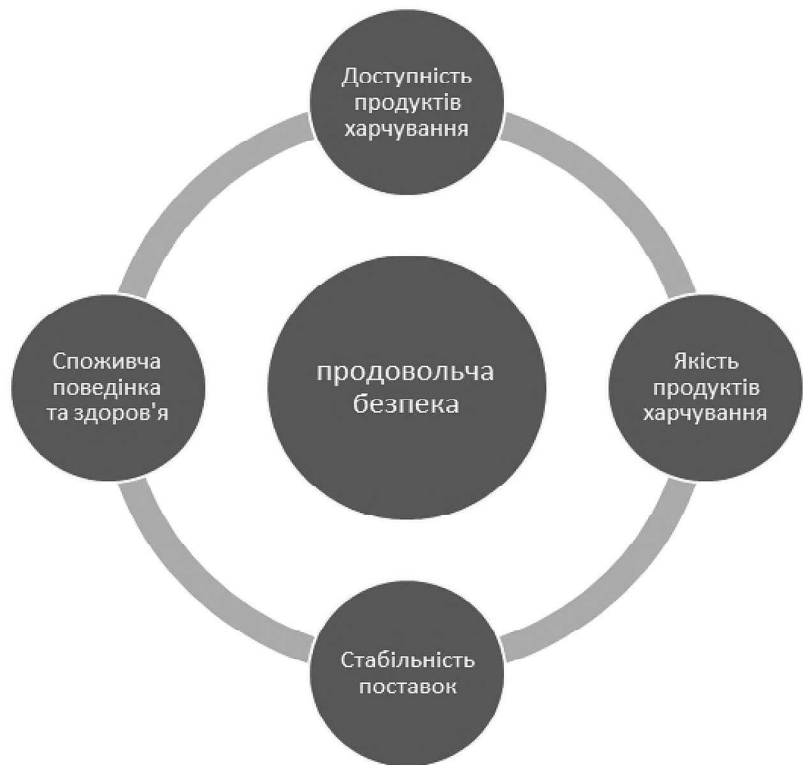 Доступність
продуктів
харчування
Споживча
поведінка
та здоров'я
продовольча
безпека
Якість
продуктів
харчування
Стабільність
поставок